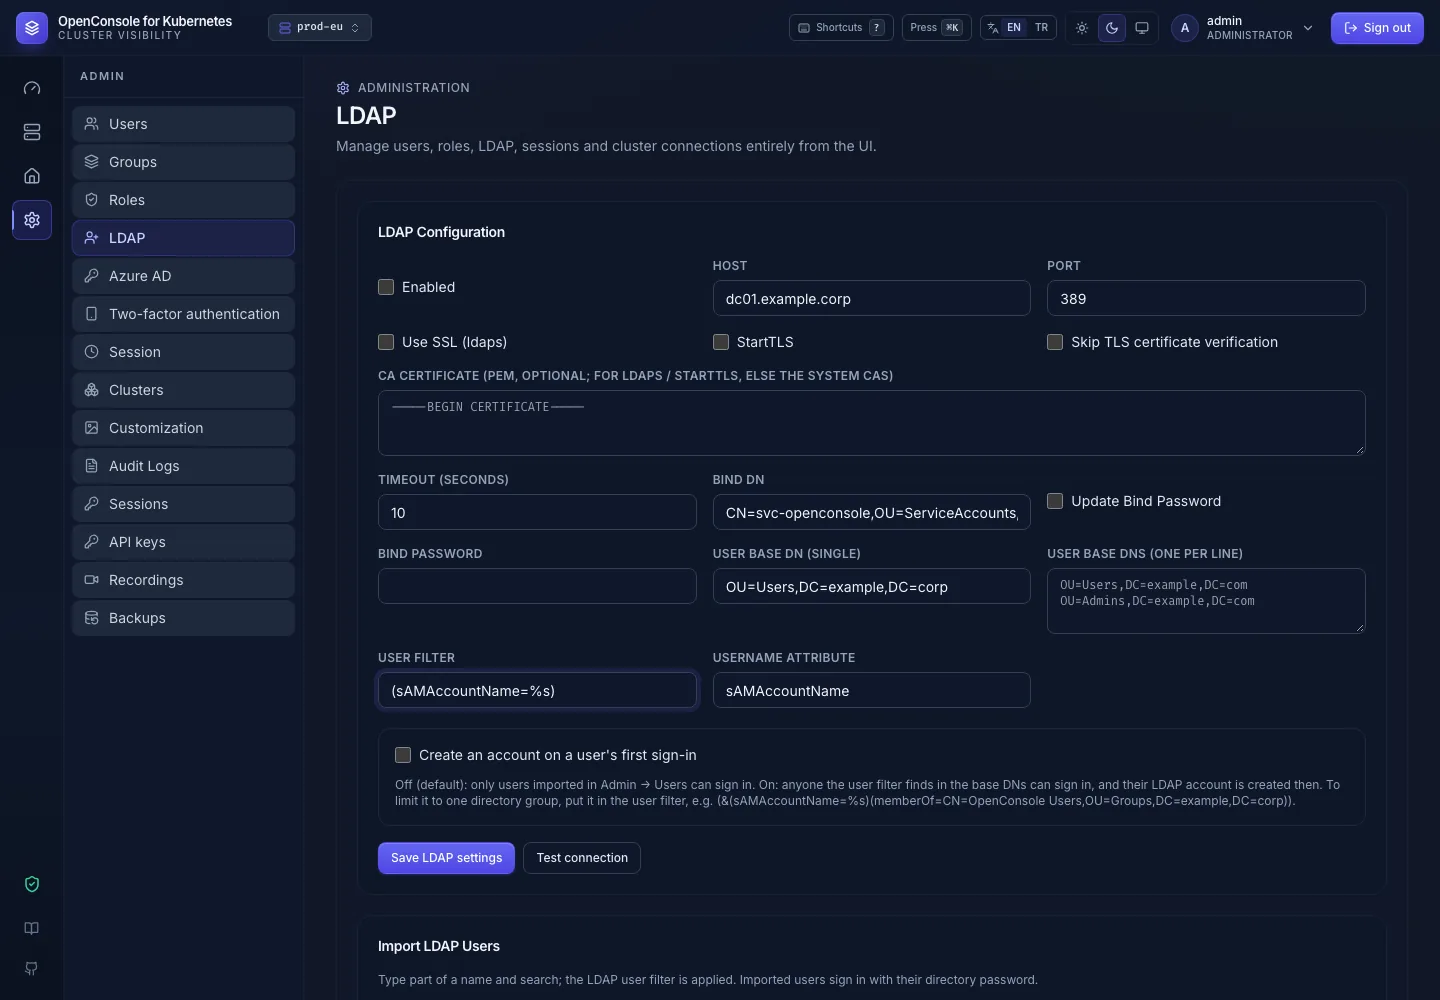 OpenConsole for Kubernetes
CLUSTER VISIBILITY
prod-eu
Shortcuts ?
Press ⌘K
EN TR
A
admin
ADMINISTRATOR
Sign out
ADMIN
Users
Groups
Roles
LDAP
Azure AD
Two-factor authentication
Session
Clusters
Customization
Audit Logs
Sessions
API keys
Recordings
Backups
ADMINISTRATION
LDAP
Manage users, roles, LDAP, sessions and cluster connections entirely from the UI.
LDAP Configuration
Enabled
HOST
dc01.example.corp
PORT
389
Use SSL (ldaps)
StartTLS
Skip TLS certificate verification
CA CERTIFICATE (PEM, OPTIONAL; FOR LDAPS / STARTTLS, ELSE THE SYSTEM CAS)
-----BEGIN CERTIFICATE-----
TIMEOUT (SECONDS)
10
BIND DN
CN=svc-openconsole,OU=ServiceAccounts,
Update Bind Password
BIND PASSWORD
USER BASE DN (SINGLE)
OU=Users,DC=example,DC=corp
USER BASE DNS (ONE PER LINE)
OU=Users,DC=example,DC=com
OU=Admins,DC=example,DC=com
USER FILTER
(sAMAccountName=%s)
USERNAME ATTRIBUTE
sAMAccountName
Create an account on a user's first sign-in
Off (default): only users imported in Admin → Users can sign in. On: anyone the user filter finds in the base DNs can sign in, and their LDAP account is created then. To
limit it to one directory group, put it in the user filter, e.g. (&(sAMAccountName=%s)(memberOf=CN=OpenConsole Users,OU=Groups,DC=example,DC=corp)).
Save LDAP settings
Test connection
Import LDAP Users
Type part of a name and search; the LDAP user filter is applied. Imported users sign in with their directory password.